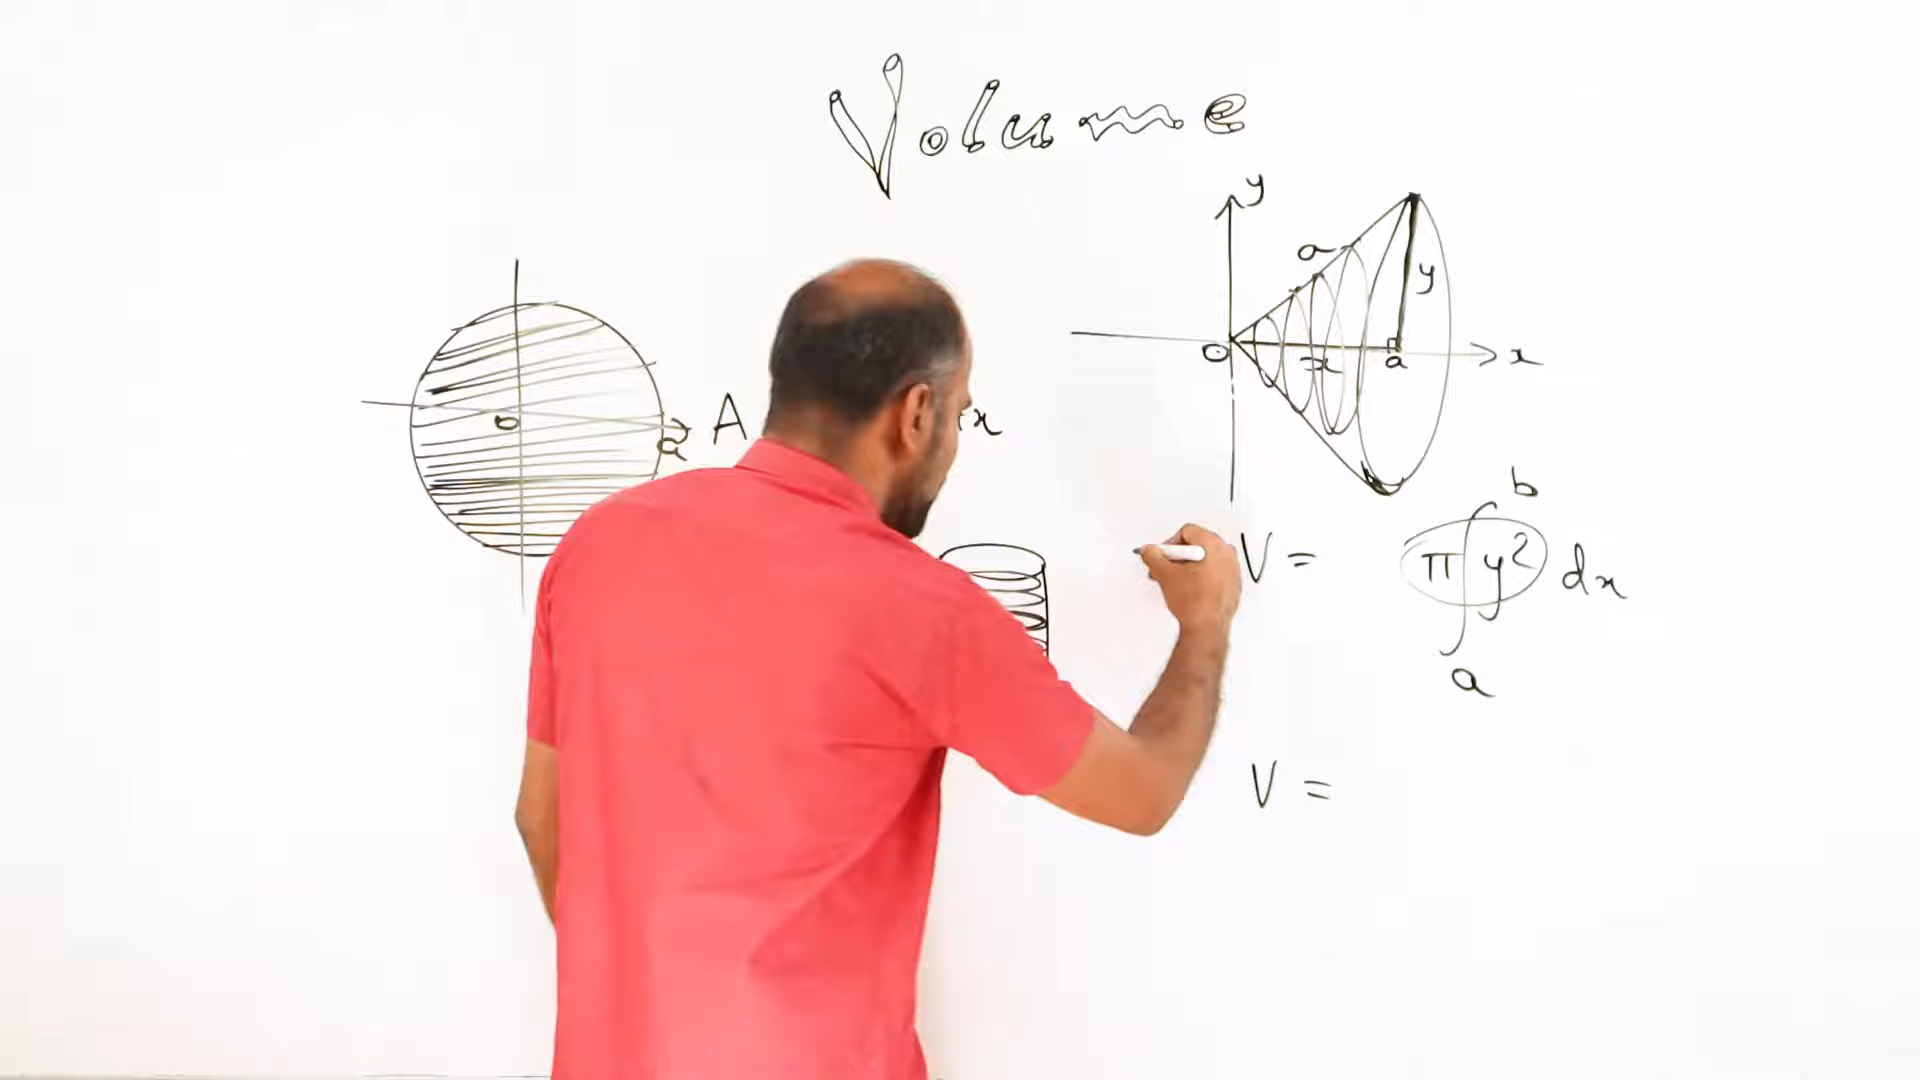 Volume
y
a
y
O x a x
o
a
A
x
b
V = π ∫ y² dx
a
V =